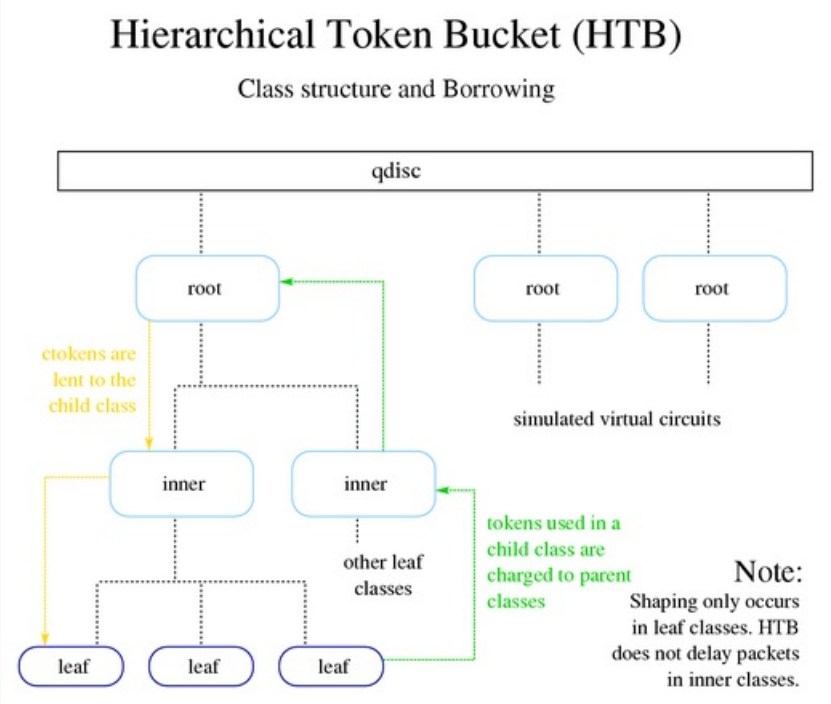 Hierarchical Token Bucket (HTB)
Class structure and Borrowing
qdisc
root
root
root
ctokens are
lent to the
child class
simulated virtual circuits
inner
inner
other leaf
classes
tokens used in a
child class are
charged to parent
classes
Note:
Shaping only occurs
in leaf classes. HTB
does not delay packets
in inner classes.
leaf
leaf
leaf